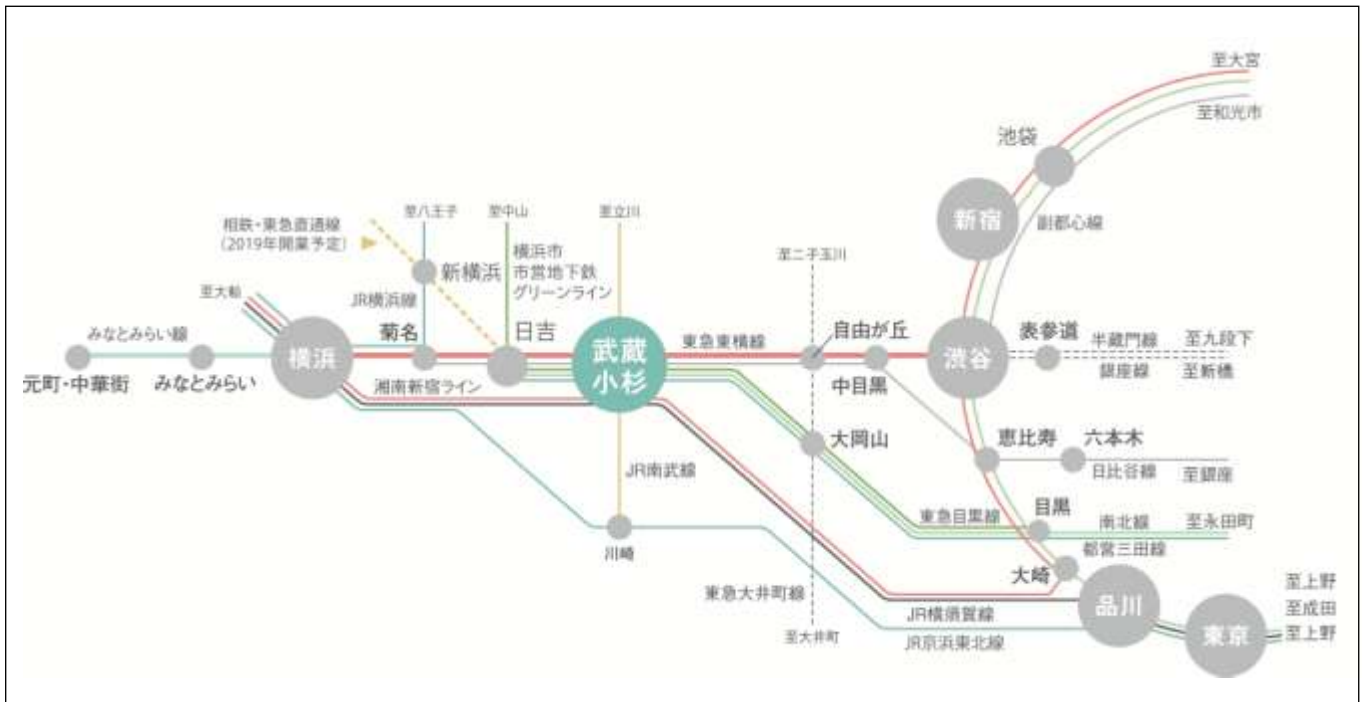 至大宮
至和光市
池袋
新宿
副都心線
相鉄・東急直通線
(2019年開業予定)
至八王子
至中山
至立川
新横浜
横浜市
市営地下鉄
グリーンライン
至二子玉川
至大船
JR横浜線
みなとみらい線
菊名
日吉
東急東横線
自由が丘
表参道
半蔵門線
至九段下
横浜
武蔵
小杉
渋谷
銀座線
至新橋
元町・中華街
みなとみらい
湘南新宿ライン
中目黒
大岡山
恵比寿
六本木
日比谷線
至銀座
JR南武線
東急目黒線
目黒
南北線
至永田町
都営三田線
川崎
大崎
東急大井町線
品川
至上野
JR横須賀線
至成田
至大井町
JR京浜東北線
東京
至上野